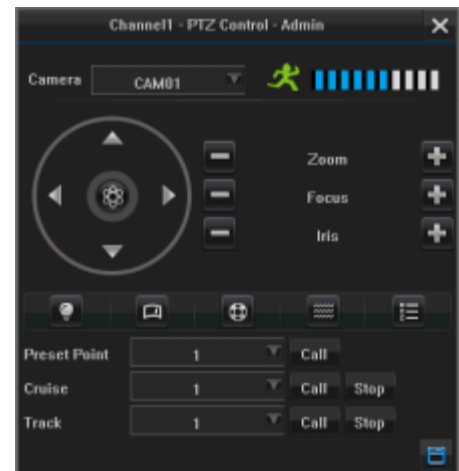 Channel1 - PTZ Control - Admin
Camera CAM01
Zoom
Focus
Iris
Preset Point 1 Call
Cruise 1 Call Stop
Track 1 Call Stop